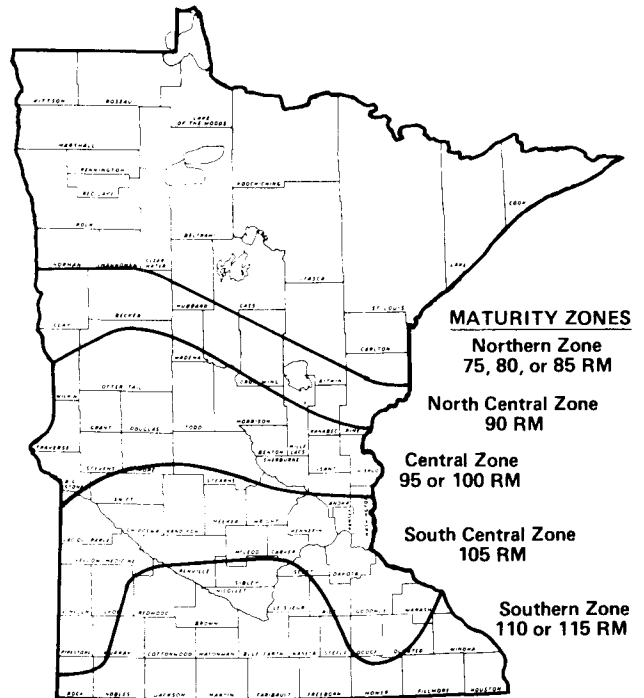 KITTSON ROSEAU
LAKE
OF THE WOODS
MARSHALL
PENNINGTON
RED LAKE
KOOCHICHING
COOK
POLK
BELTRAMI
LAKE
NORMAN MAHNOMEN CLEAR
WATER
ITASCA
HUBBARD CASS
ST. LOUIS
BECKER
CLAY
MATURITY ZONES
Northern Zone
75, 80, or 85 RM
CARLTON
WADENA
CROW WING AITKIN
OTTER TAIL
WILKIN
North Central Zone
90 RM
GRANT DOUGLAS TODD
MORRISON
KANABEC PINE
MILLE
LACS
TRAVERSE
BENTON
SHERBURNE
Central Zone
95 or 100 RM
STEVENS
STEARNS
ISANTI
BIG
STONE
SWIFT
ANOKA
MEEKER WRIGHT
HENNEPIN
CHIPPEWA KANDIYOHI
LAC QUI PARLE
South Central Zone
105 RM
MCLEOD CARVER
YELLOW MEDICINE
RENVILLE
SCOTT DAKOTA
SIBLEY
NICOLLET
LE SUEUR
GOODHUE
LYON REDWOOD
BROWN
Southern Zone
110 or 115 RM
PIPESTONE MURRAY COTTONWOOD WATONWAN BLUE EARTH WASECA STEELE DODGE OLMSTED WINONA
ROCK NOBLES JACKSON MARTIN FARIBAULT FREEBORN MOWER FILLMORE HOUSTON